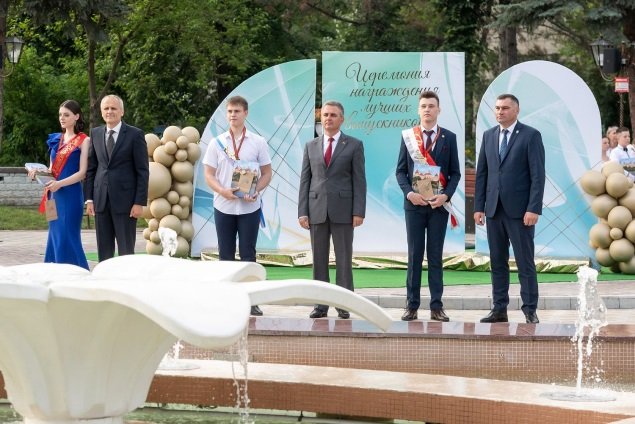 Церемония
награждения
лучших
выпускников